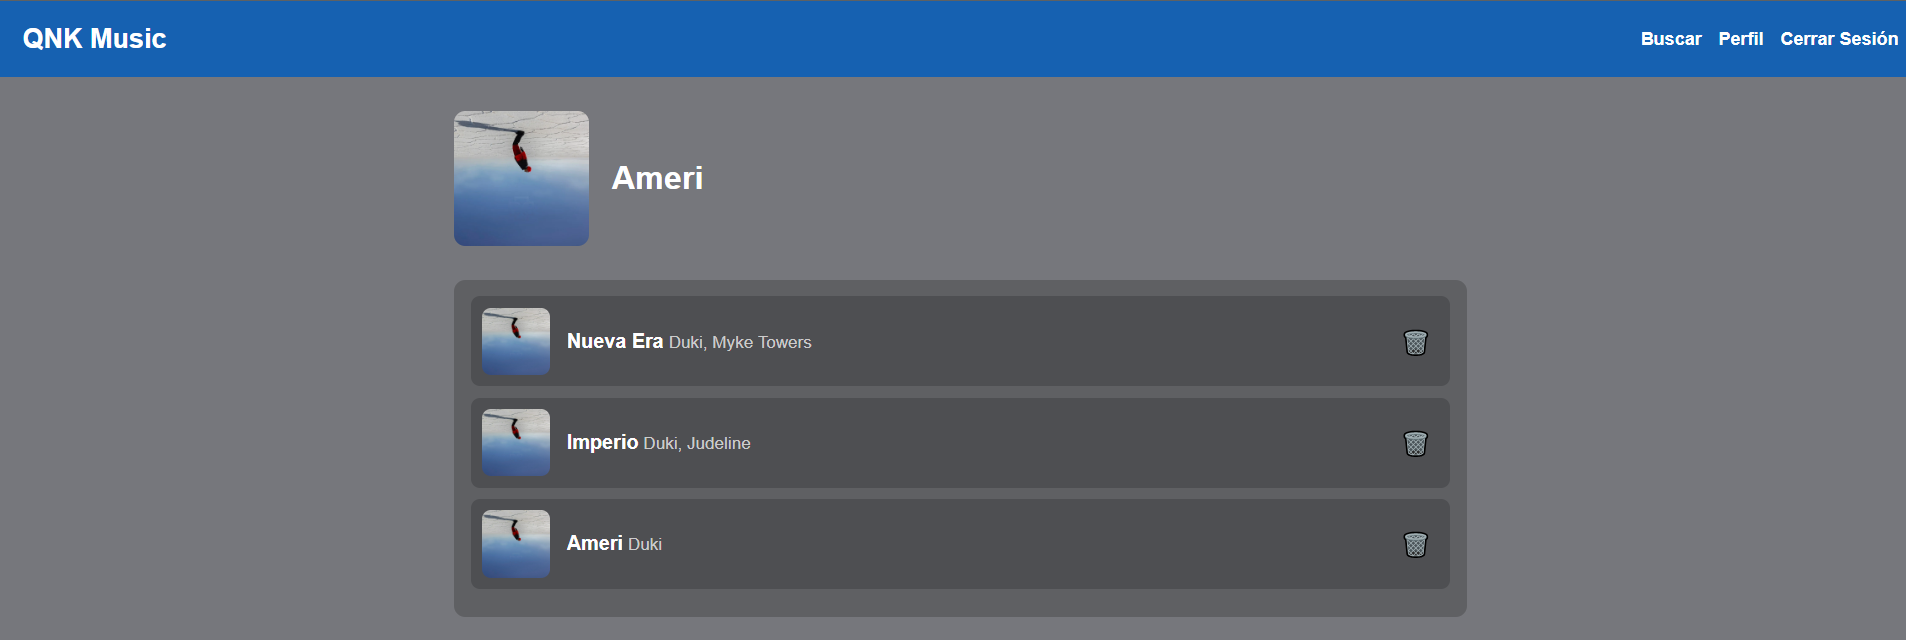 QNK Music Buscar Perfil Cerrar Sesión
Ameri
Nueva Era Duki, Myke Towers
Imperio Duki, Judeline
Ameri Duki